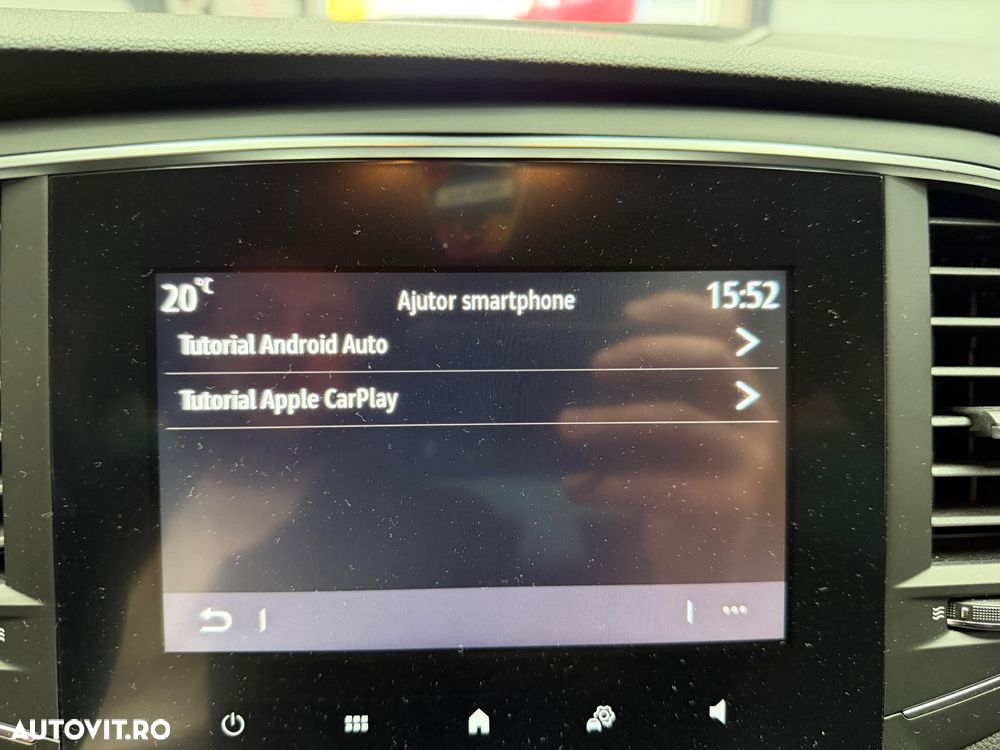 20°C
Ajutor smartphone
15:52
Tutorial Android Auto
Tutorial Apple CarPlay
AUTOVIT.RO